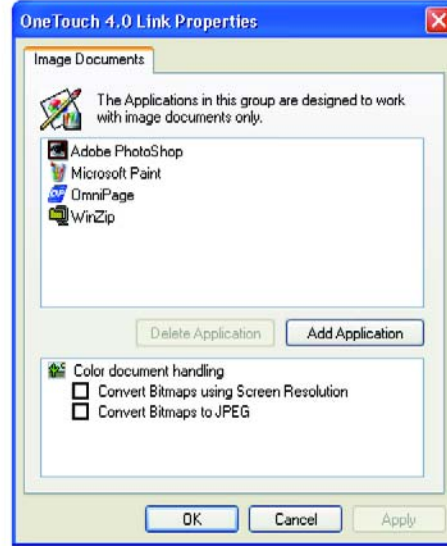 OneTouch 4.0 Link Properties
Image Documents
The Applications in this group are designed to work
with image documents only.
Adobe PhotoShop
Microsoft Paint
OmniPage
WinZip
Delete Application
Add Application
Color document handling
Convert Bitmaps using Screen Resolution
Convert Bitmaps to JPEG
OK
Cancel
Apply